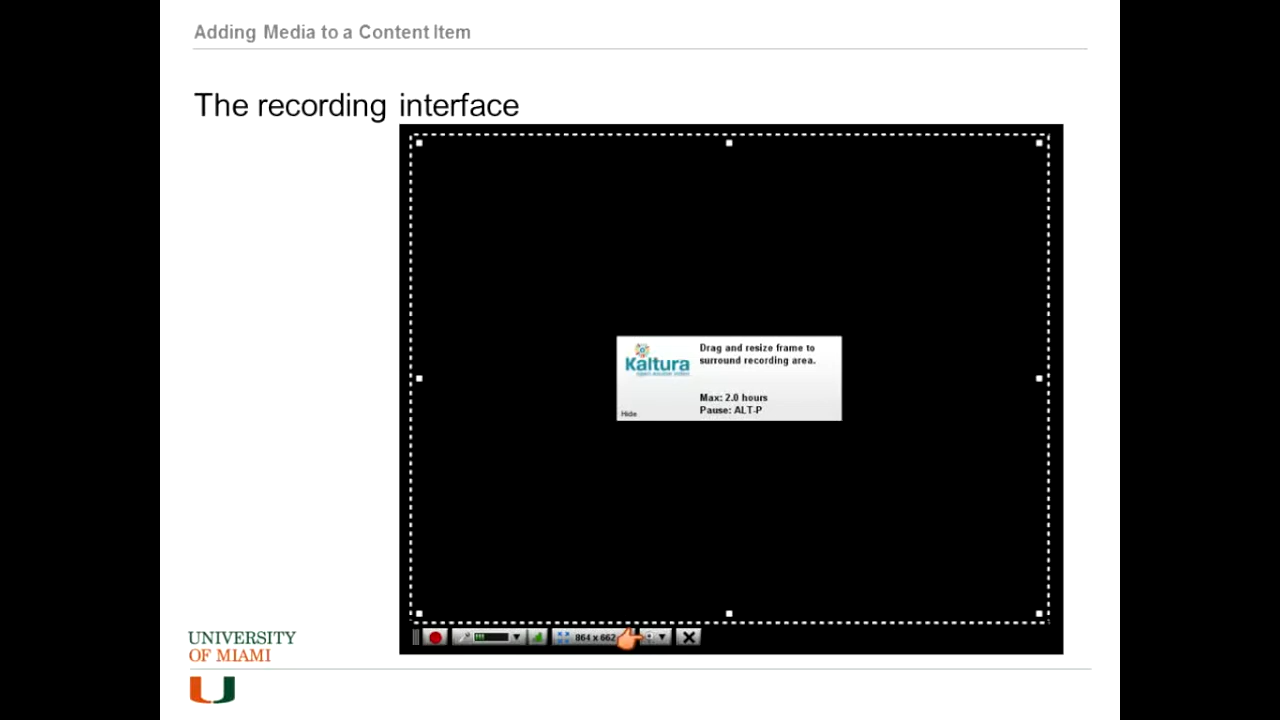 Adding Media to a Content Item
The recording interface
Drag and resize frame to
surround recording area.
Kaltura
Max: 2.0 hours
Pause: ALT-P
Hide
864 x 662
UNIVERSITY
OF MIAMI
U